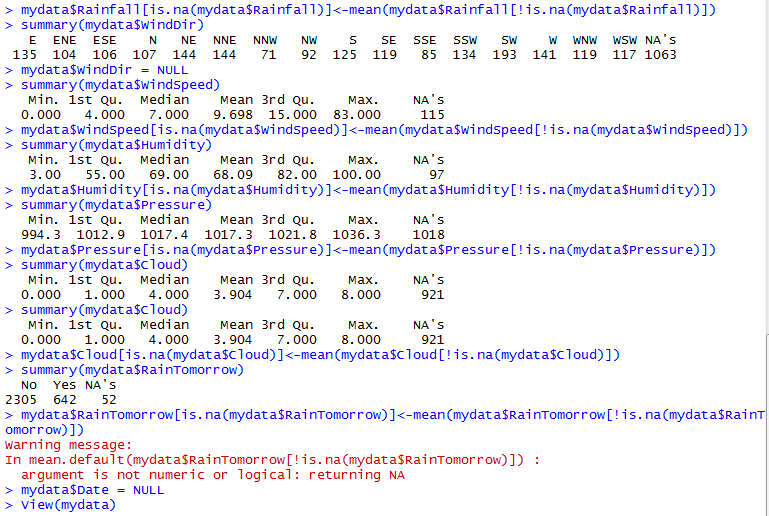 > mydata$Rainfall[is.na(mydata$Rainfall)]<-mean(mydata$Rainfall[!is.na(mydata$Rainfall)])
> summary(mydata$WindDir)
E ENE ESE N NE NNE NNW NW S SE SSE SSW SW W WNW WSW NA's
135 104 106 107 144 144 71 92 125 119 85 134 193 141 119 117 1063
> mydata$WindDir = NULL
> summary(mydata$WindSpeed)
Min. 1st Qu. Median Mean 3rd Qu. Max. NA's
0.000 4.000 7.000 9.698 15.000 83.000 115
> mydata$WindSpeed[is.na(mydata$WindSpeed)]<-mean(mydata$WindSpeed[!is.na(mydata$WindSpeed)])
> summary(mydata$Humidity)
Min. 1st Qu. Median Mean 3rd Qu. Max. NA's
3.00 55.00 69.00 68.09 82.00 100.00 97
> mydata$Humidity[is.na(mydata$Humidity)]<-mean(mydata$Humidity[!is.na(mydata$Humidity)])
> summary(mydata$Pressure)
Min. 1st Qu. Median Mean 3rd Qu. Max. NA's
994.3 1012.9 1017.4 1017.3 1021.8 1036.3 1018
> mydata$Pressure[is.na(mydata$Pressure)]<-mean(mydata$Pressure[!is.na(mydata$Pressure)])
> summary(mydata$Cloud)
Min. 1st Qu. Median Mean 3rd Qu. Max. NA's
0.000 1.000 4.000 3.904 7.000 8.000 921
> summary(mydata$Cloud)
Min. 1st Qu. Median Mean 3rd Qu. Max. NA's
0.000 1.000 4.000 3.904 7.000 8.000 921
> mydata$Cloud[is.na(mydata$Cloud)]<-mean(mydata$Cloud[!is.na(mydata$Cloud)])
> summary(mydata$RainTomorrow)
No Yes NA's
2305 642 52
> mydata$RainTomorrow[is.na(mydata$RainTomorrow)]<-mean(mydata$RainTomorrow[!is.na(mydata$RainT
omorrow)])
Warning message:
In mean.default(mydata$RainTomorrow[!is.na(mydata$RainTomorrow)]) :
argument is not numeric or logical: returning NA
> mydata$Date = NULL
> View(mydata)